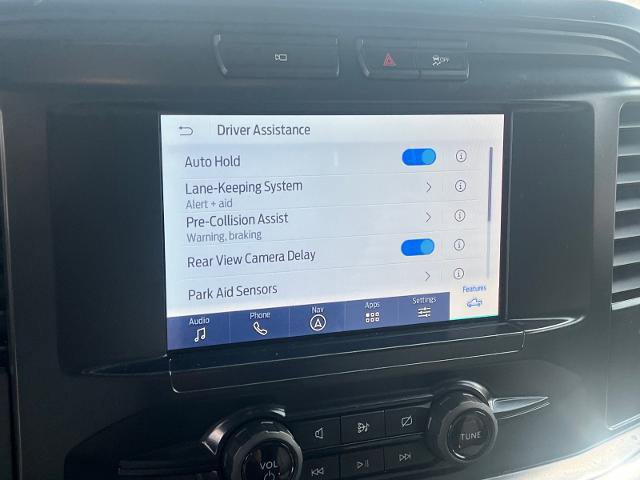 OFF
Driver Assistance
Auto Hold
Lane-Keeping System
Alert + aid
Pre-Collision Assist
Warning, braking
Rear View Camera Delay
Park Aid Sensors
Audio Phone Nav Apps Settings Features
VOL
TUNE